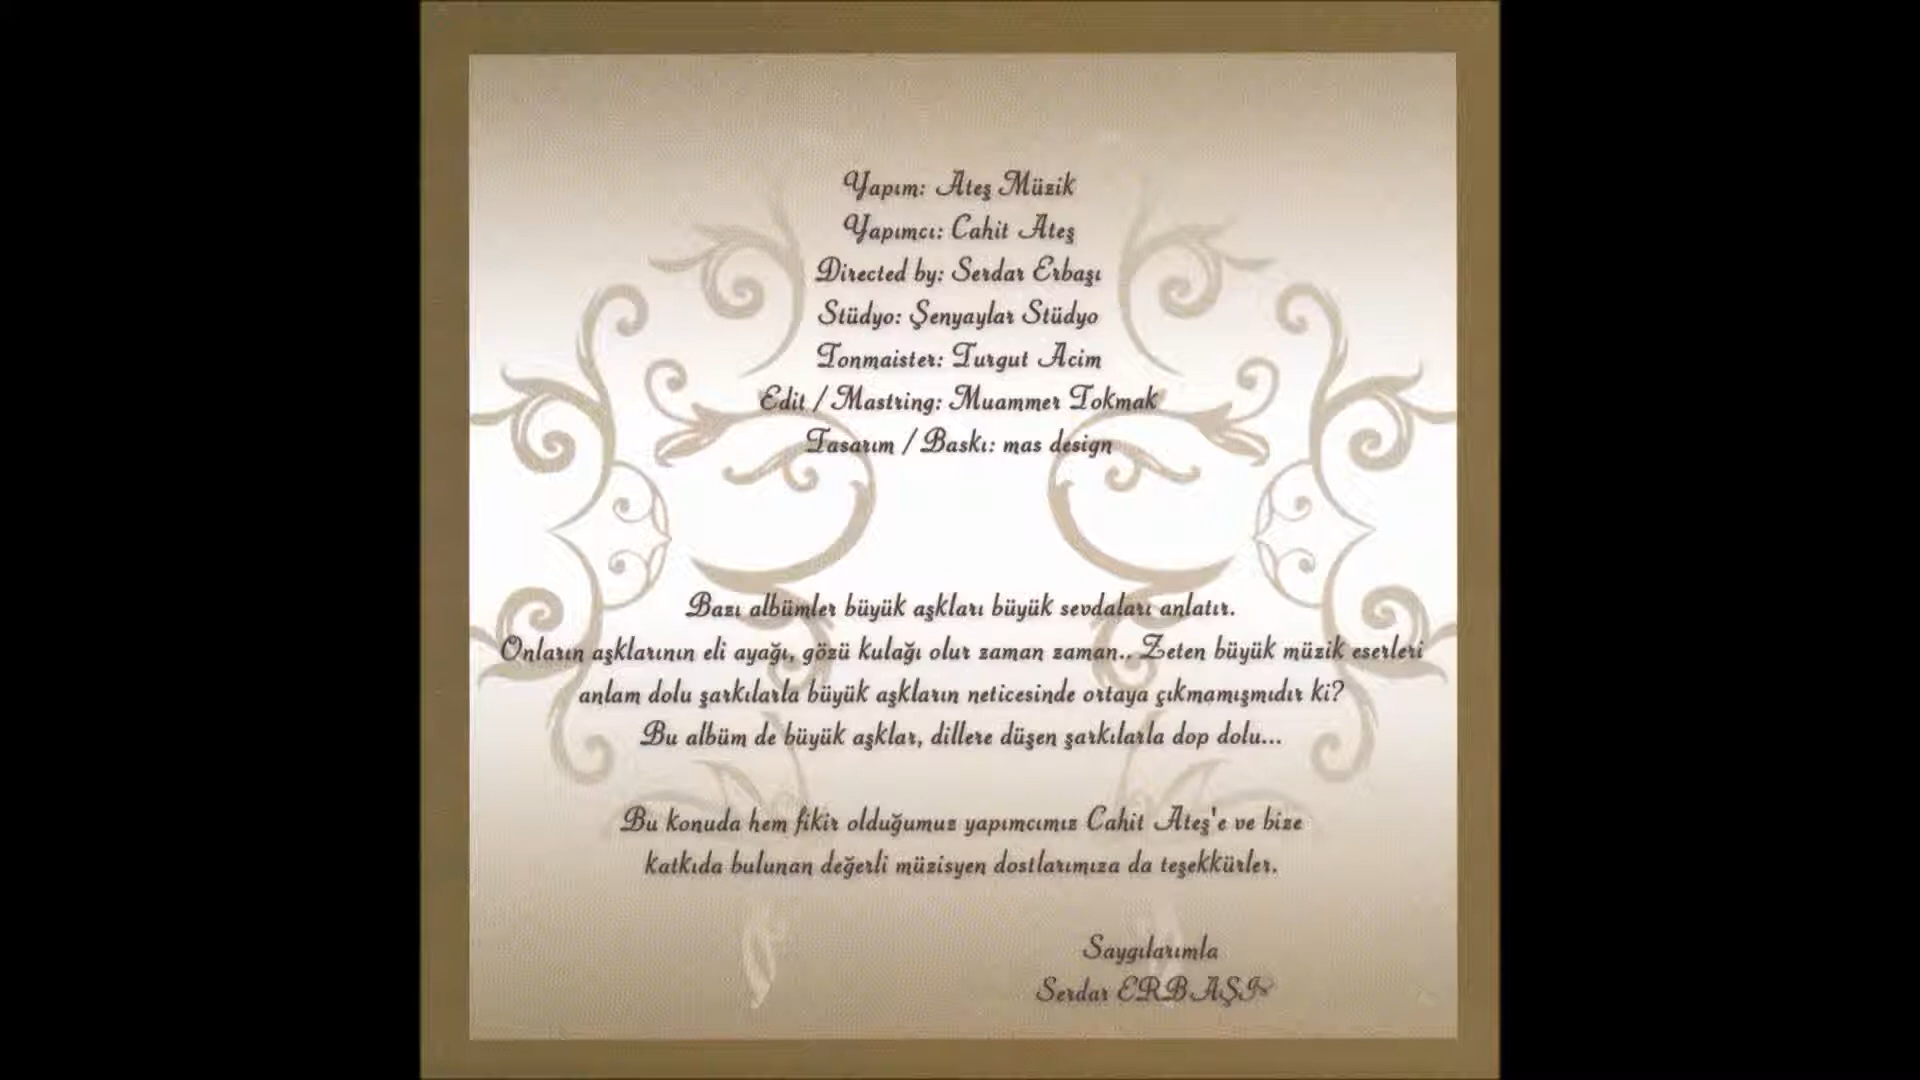 Yapım: Ateş Müzik
Yapımcı: Cahit Ateş
Directed by: Serdar Erbaşı
Stüdyo: Şenyaylar Stüdyo
Tonmaister: Turgut Acim
Edit / Mastring: Muammer Tokmak
Tasarım / Baskı: mas design
Bazı albümler büyük aşkları büyük sevdaları anlatır.
Onların aşklarının eli ayağı, gözü kulağı olur zaman zaman.. Zeten büyük müzik eserleri
anlam dolu şarkılarla büyük aşkların neticesinde ortaya çıkmamışmıdır ki?
Bu albüm de büyük aşklar, dillere düşen şarkılarla dop dolu...
Bu konuda hem fikir olduğumuz yapımcımız Cahit Ateş'e ve bize
katkıda bulunan değerli müzisyen dostlarımıza da teşekkürler.
Saygılarımla
Serdar ERBAŞI